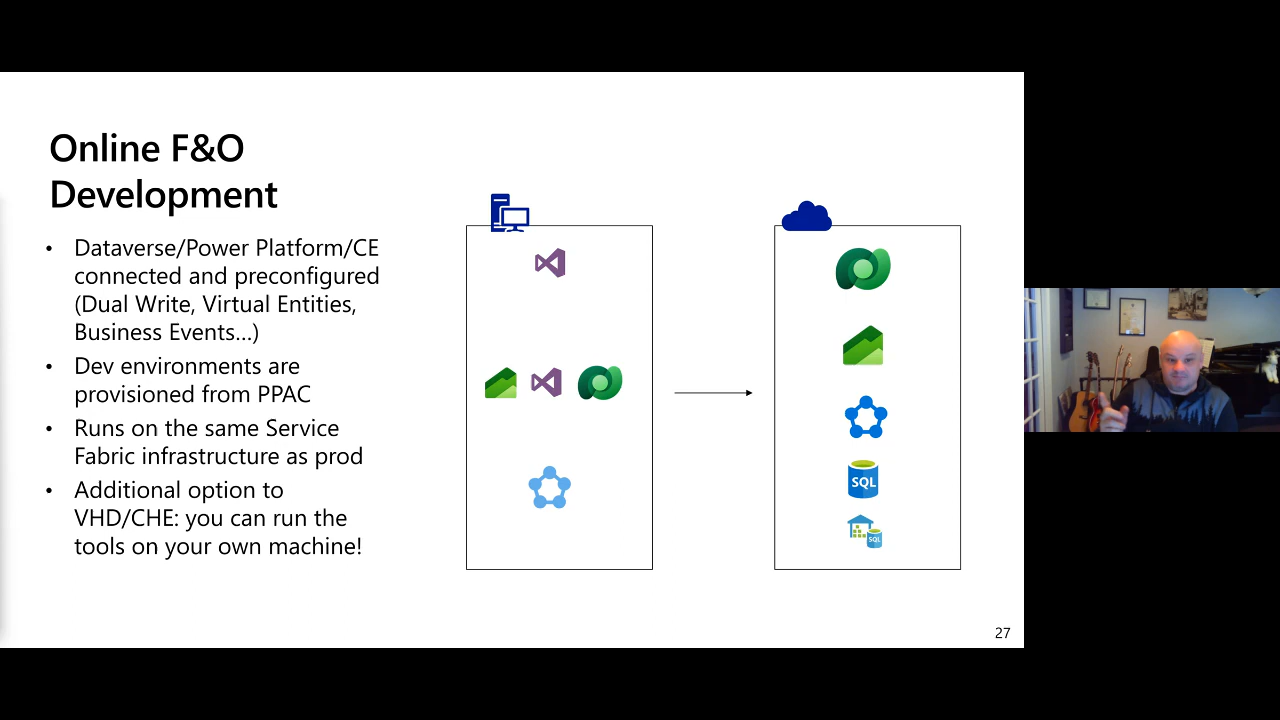 Online F&O
Development
• Dataverse/Power Platform/CE
connected and preconfigured
(Dual Write, Virtual Entities,
Business Events...)
• Dev environments are
provisioned from PPAC
• Runs on the same Service
Fabric infrastructure as prod
• Additional option to
VHD/CHE: you can run the
tools on your own machine!
SQL
SQL
27